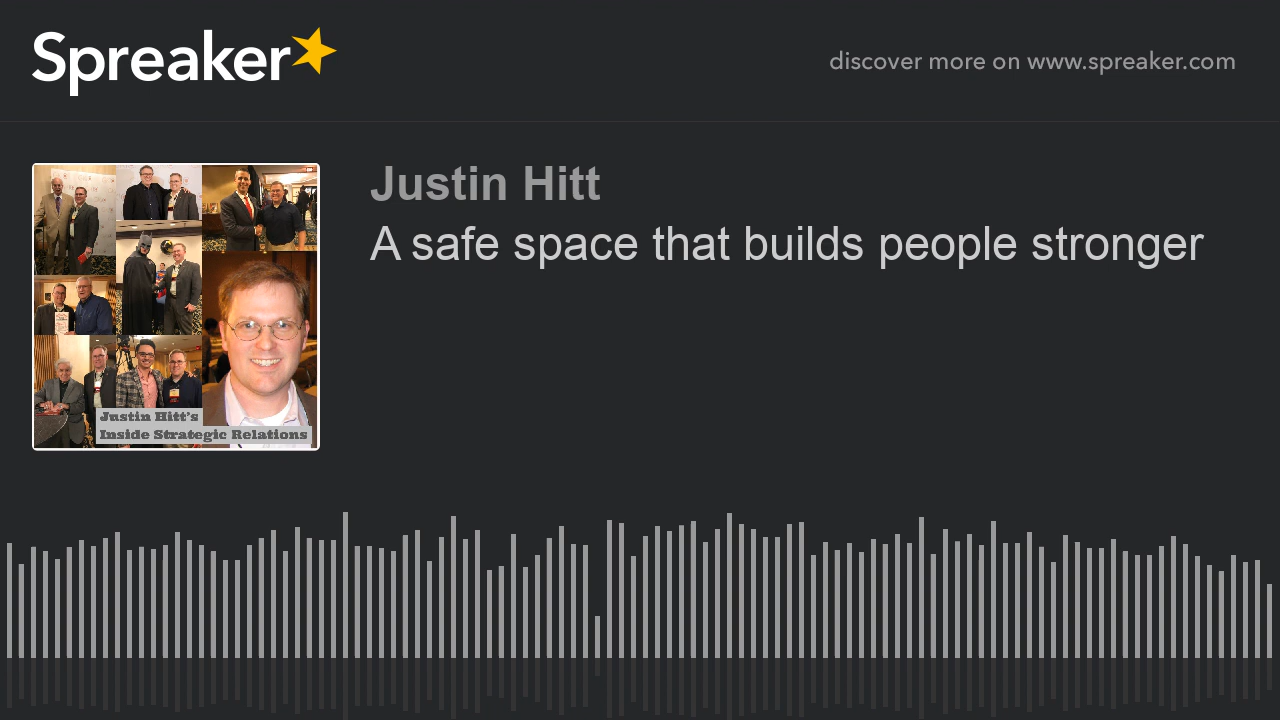 Spreaker
discover more on www.spreaker.com
Justin Hitt
A safe space that builds people stronger
Justin Hitt's
Inside Strategic Relations